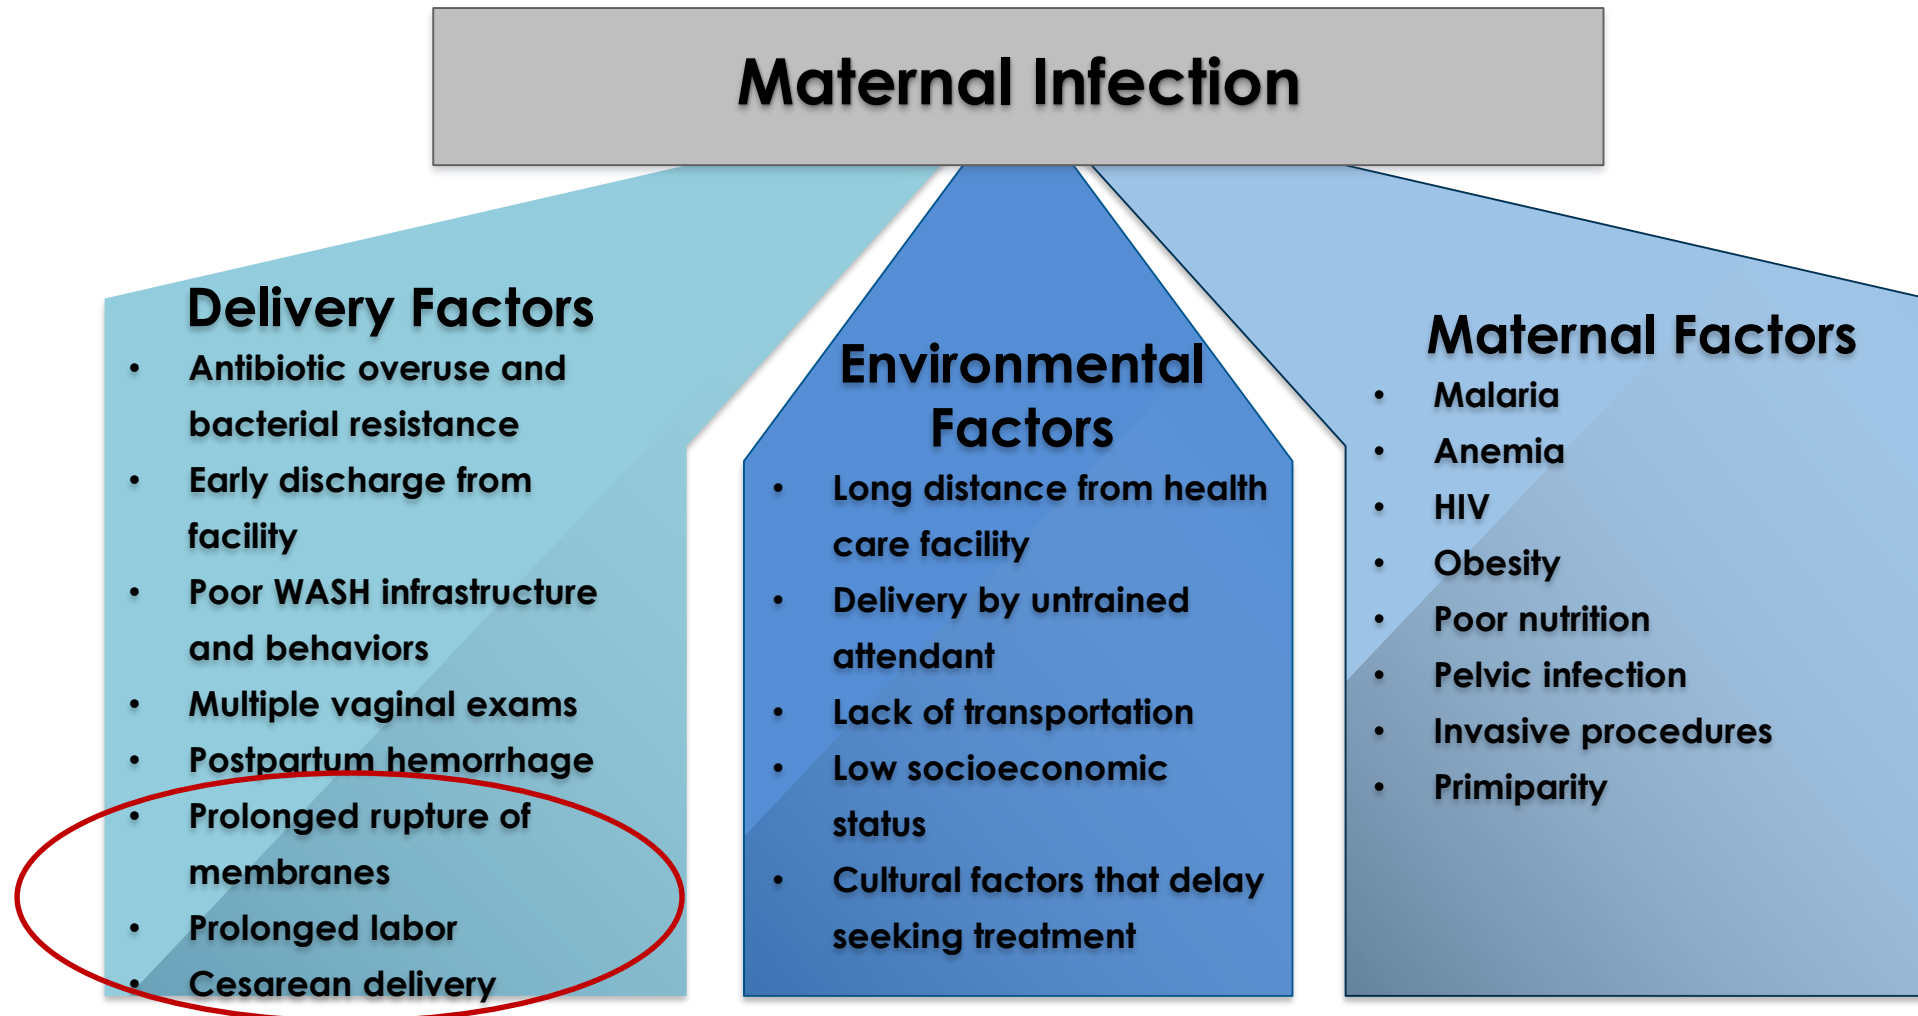 Maternal Infection
Delivery Factors
• Antibiotic overuse and
bacterial resistance
• Early discharge from
facility
• Poor WASH infrastructure
and behaviors
• Multiple vaginal exams
• Postpartum hemorrhage
• Prolonged rupture of
membranes
• Prolonged labor
• Cesarean delivery
Environmental
Factors
• Long distance from health
care facility
• Delivery by untrained
attendant
• Lack of transportation
• Low socioeconomic
status
• Cultural factors that delay
seeking treatment
Maternal Factors
• Malaria
• Anemia
• HIV
• Obesity
• Poor nutrition
• Pelvic infection
• Invasive procedures
• Primiparity